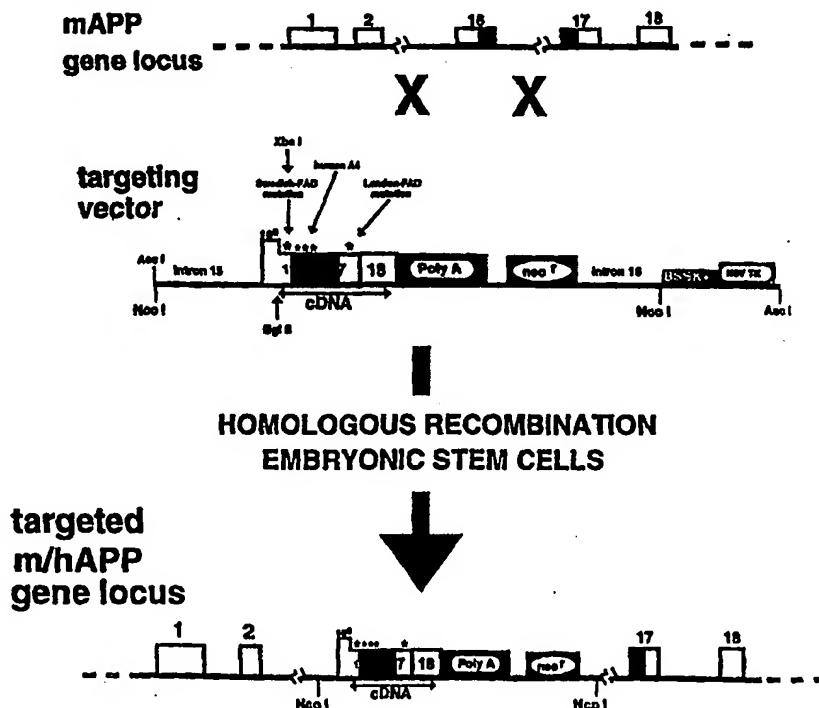 mAPP
gene locus
1 2 16 17 18
X X
targeting
vector
Xba I
human A4
Swedish-FAD
mutation
London-FAD
mutation
Asc I
Intron 15
7
18
Poly A
neo r
Intron 16
BSSK
HSV TK
Nco I
Bgl II
cDNA
Nco I
Asc I
HOMOLOGOUS RECOMBINATION
EMBRYONIC STEM CELLS
targeted
m/hAPP
gene locus
1 2
7 18 Poly A neo r
17 18
cDNA
Nco I
Nco I